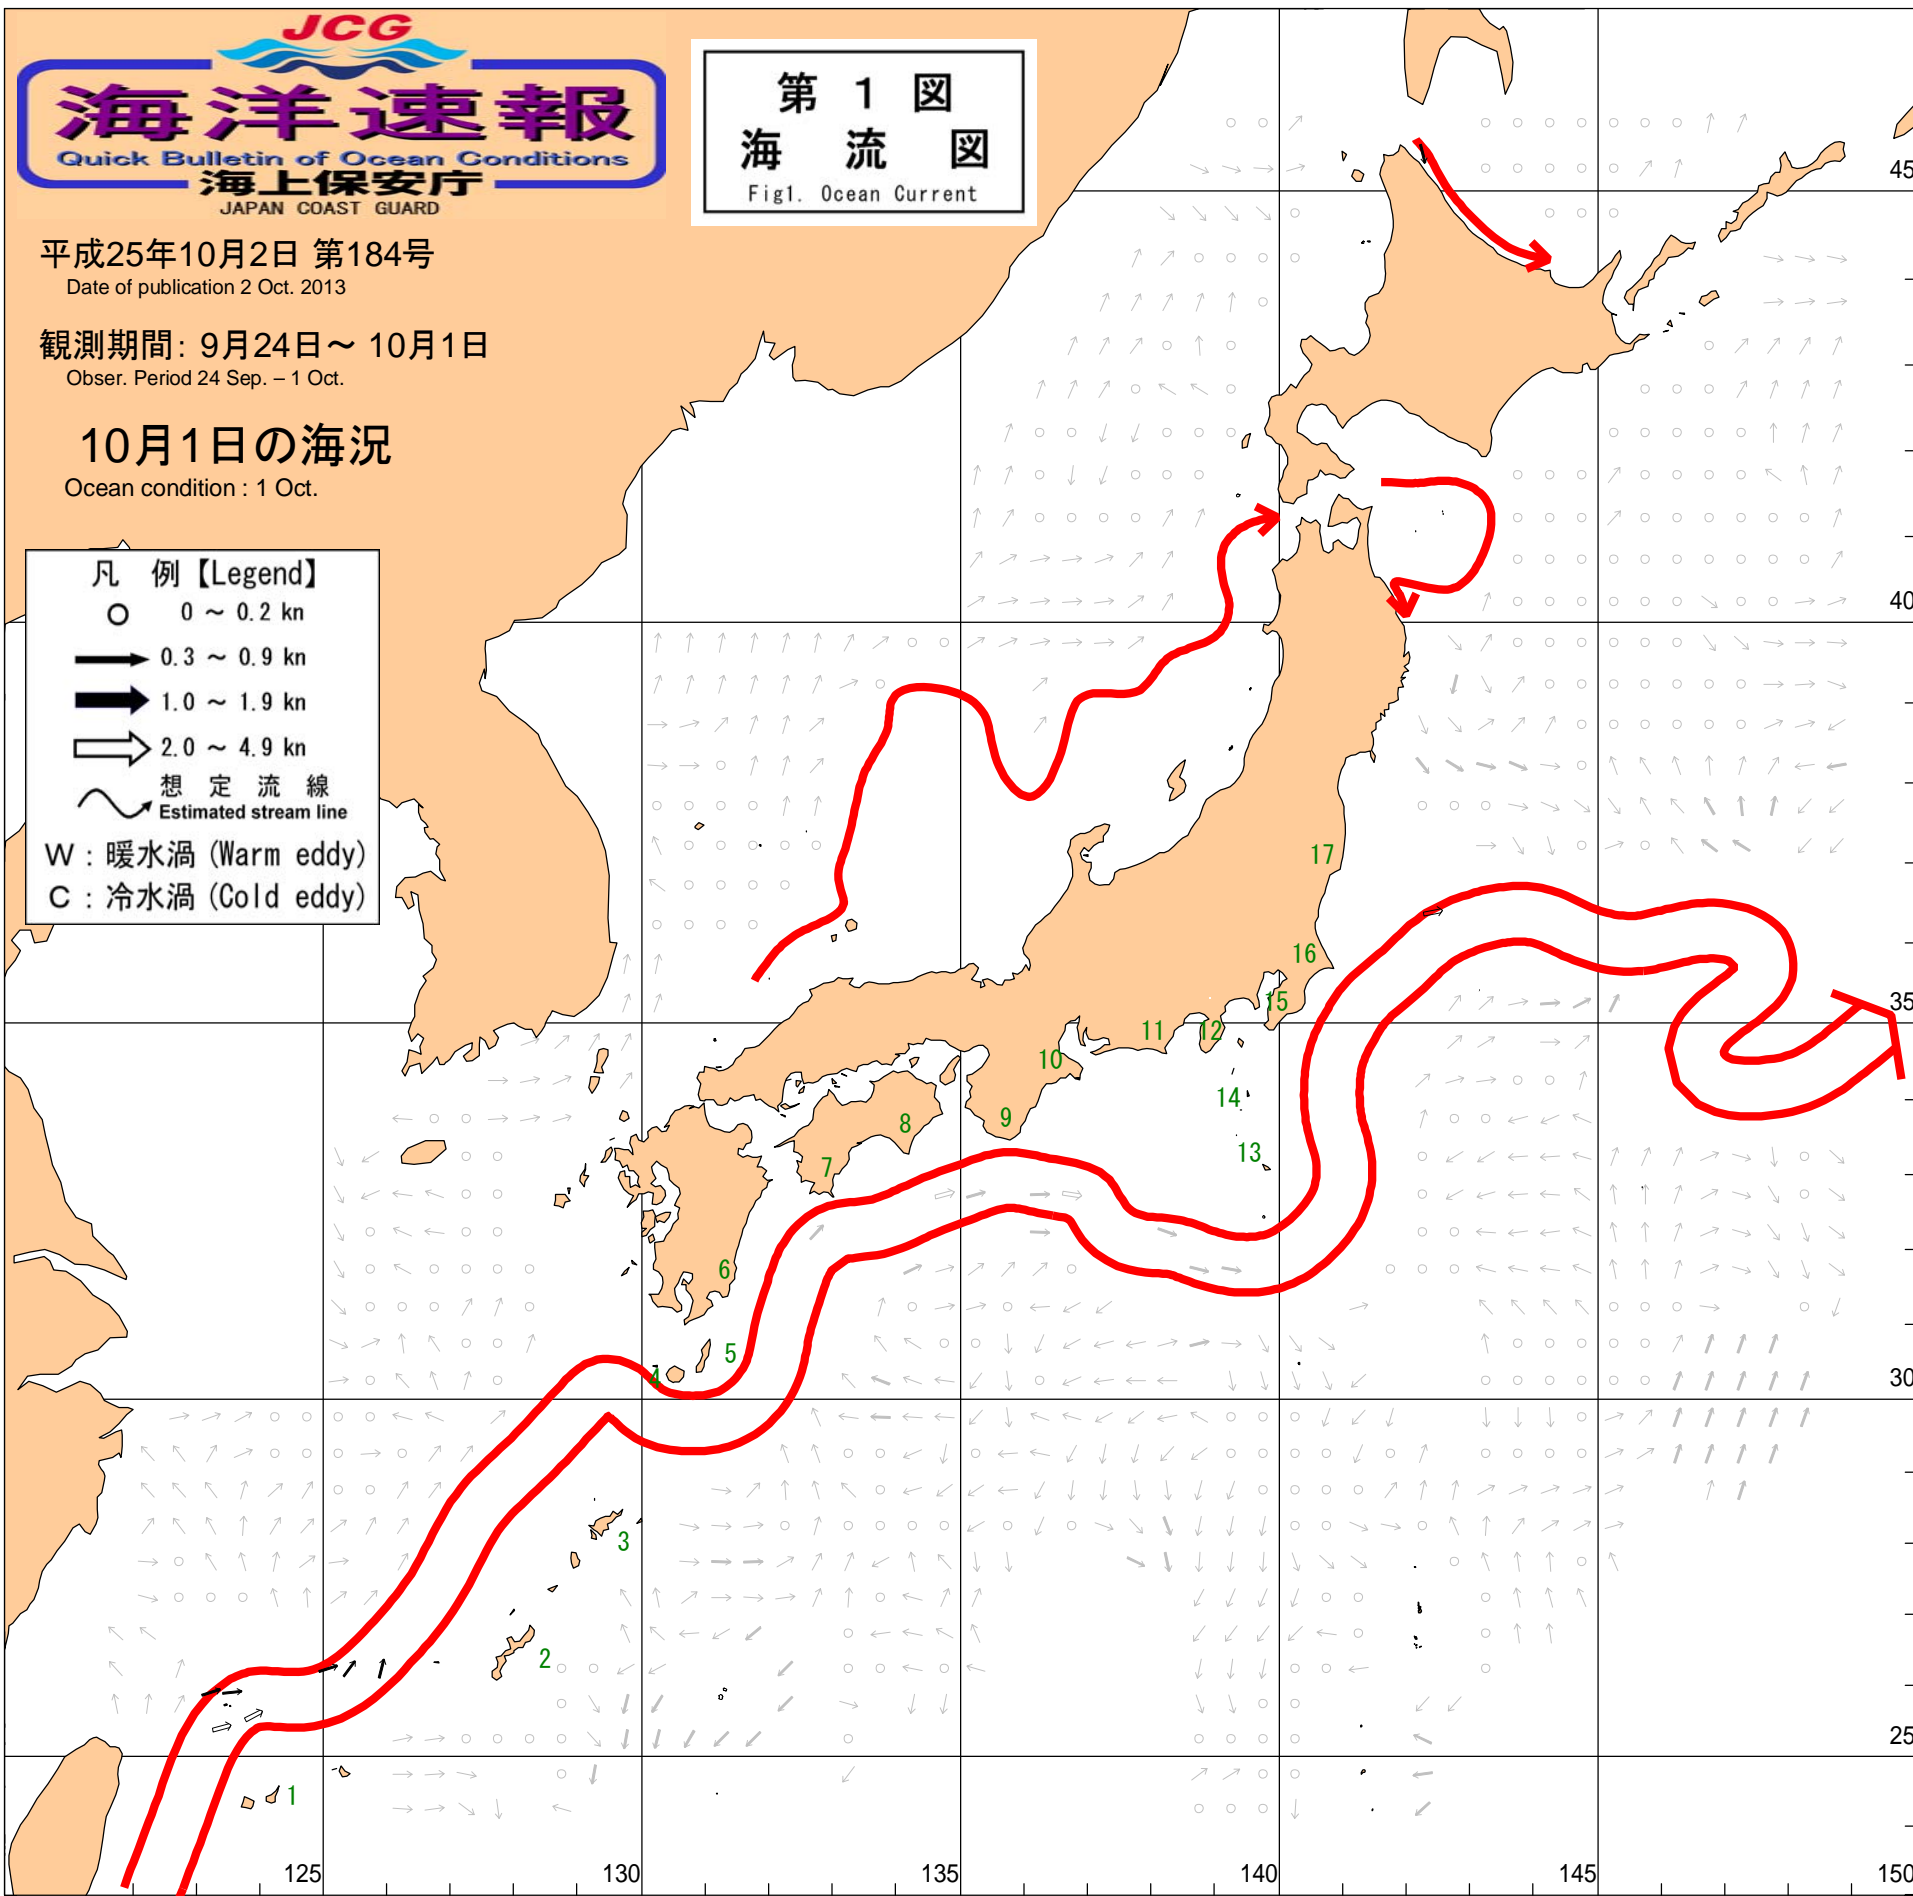 JCG
海洋速報
Quick Bulletin of Ocean Conditions
海上保安庁
JAPAN COAST GUARD
第 1 図
海 流 図
Fig1. Ocean Current
平成25年10月2日 第184号
Date of publication 2 Oct. 2013
観測期間: 9月24日～ 10月1日
Obser. Period 24 Sep. – 1 Oct.
10月1日の海況
Ocean condition : 1 Oct.
凡 例【Legend】
0 ～ 0.2 kn
0.3 ～ 0.9 kn
1.0 ～ 1.9 kn
2.0 ～ 4.9 kn
想 定 流 線
Estimated stream line
W : 暖水渦 (Warm eddy)
C : 冷水渦 (Cold eddy)
45
40
17
16
35
15
12
11
10
14
9
8
13
7
6
5
4
30
3
2
25
1
125
130
135
140
145
150